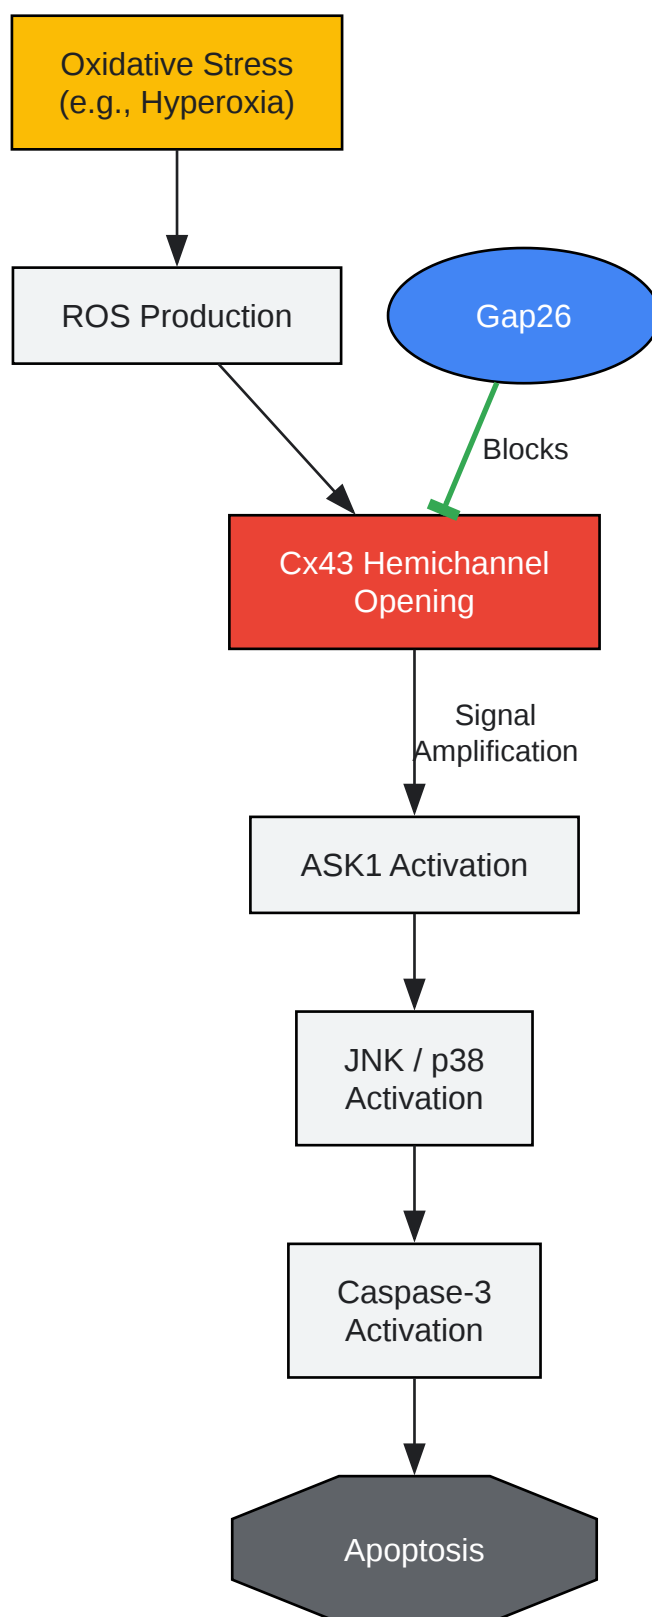 Oxidative Stress
(e.g., Hyperoxia)
ROS Production
Gap26
Blocks
Cx43 Hemichannel
Opening
Signal
Amplification
ASK1 Activation
JNK / p38
Activation
Caspase-3
Activation
Apoptosis